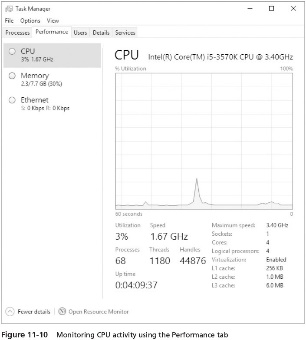 Task Manager
File Options View
Processes Performance Users Details Services
CPU
3% 1.67 GHz
Memory
2.3/7.7 GB (30%)
Ethernet
S: 0 Kbps R: 0 Kbps
CPU Intel(R) Core(TM) i5-3570K CPU @ 3.40GHz
% Utilization 100%
60 seconds 0
Utilization Speed
3% 1.67 GHz
Processes Threads Handles
68 1180 44876
Up time
0:04:09:37
Maximum speed: 3.40 GHz
Sockets: 1
Cores: 4
Logical processors: 4
Virtualization: Enabled
L1 cache: 256 KB
L2 cache: 1.0 MB
L3 cache: 6.0 MB
Fewer details Open Resource Monitor
Figure 11-10 Monitoring CPU activity using the Performance tab